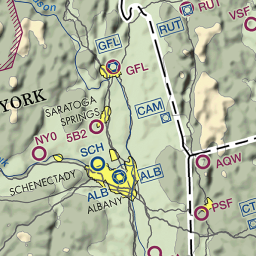 RUT
RUT
VSF
GFL
GFL
YORK
CAM
SARATOGA
SPRINGS
5B2
NY0
SCH
AQW
SCHENECTADY
ALB
ALB
ALBANY
PSF
CT